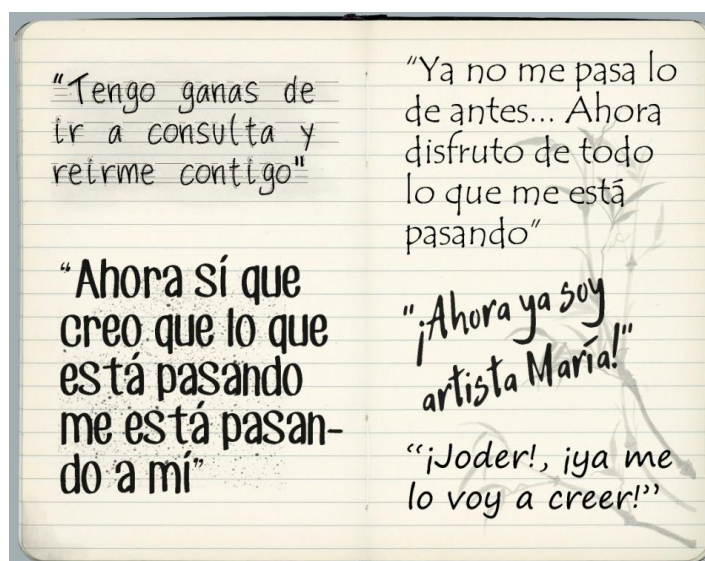 "Tengo ganas de
ir a consulta y
reirme contigo"
"Ahora sí que
creo que lo que
está pasando
me está pasan-
do a mí"
"Ya no me pasa lo
de antes... Ahora
disfruto de todo
lo que me está
pasando"
"¡Ahora ya soy
artista María!"
"¡Joder!, ¡ya me
lo voy a creer!"